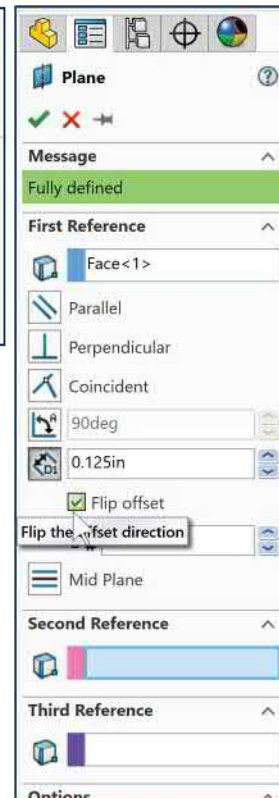 Plane
Message
Fully defined
First Reference
Face<1>
Parallel
Perpendicular
Coincident
90deg
D1
0.125in
Flip offset
Flip the offset direction
Mid Plane
Second Reference
Third Reference
Options